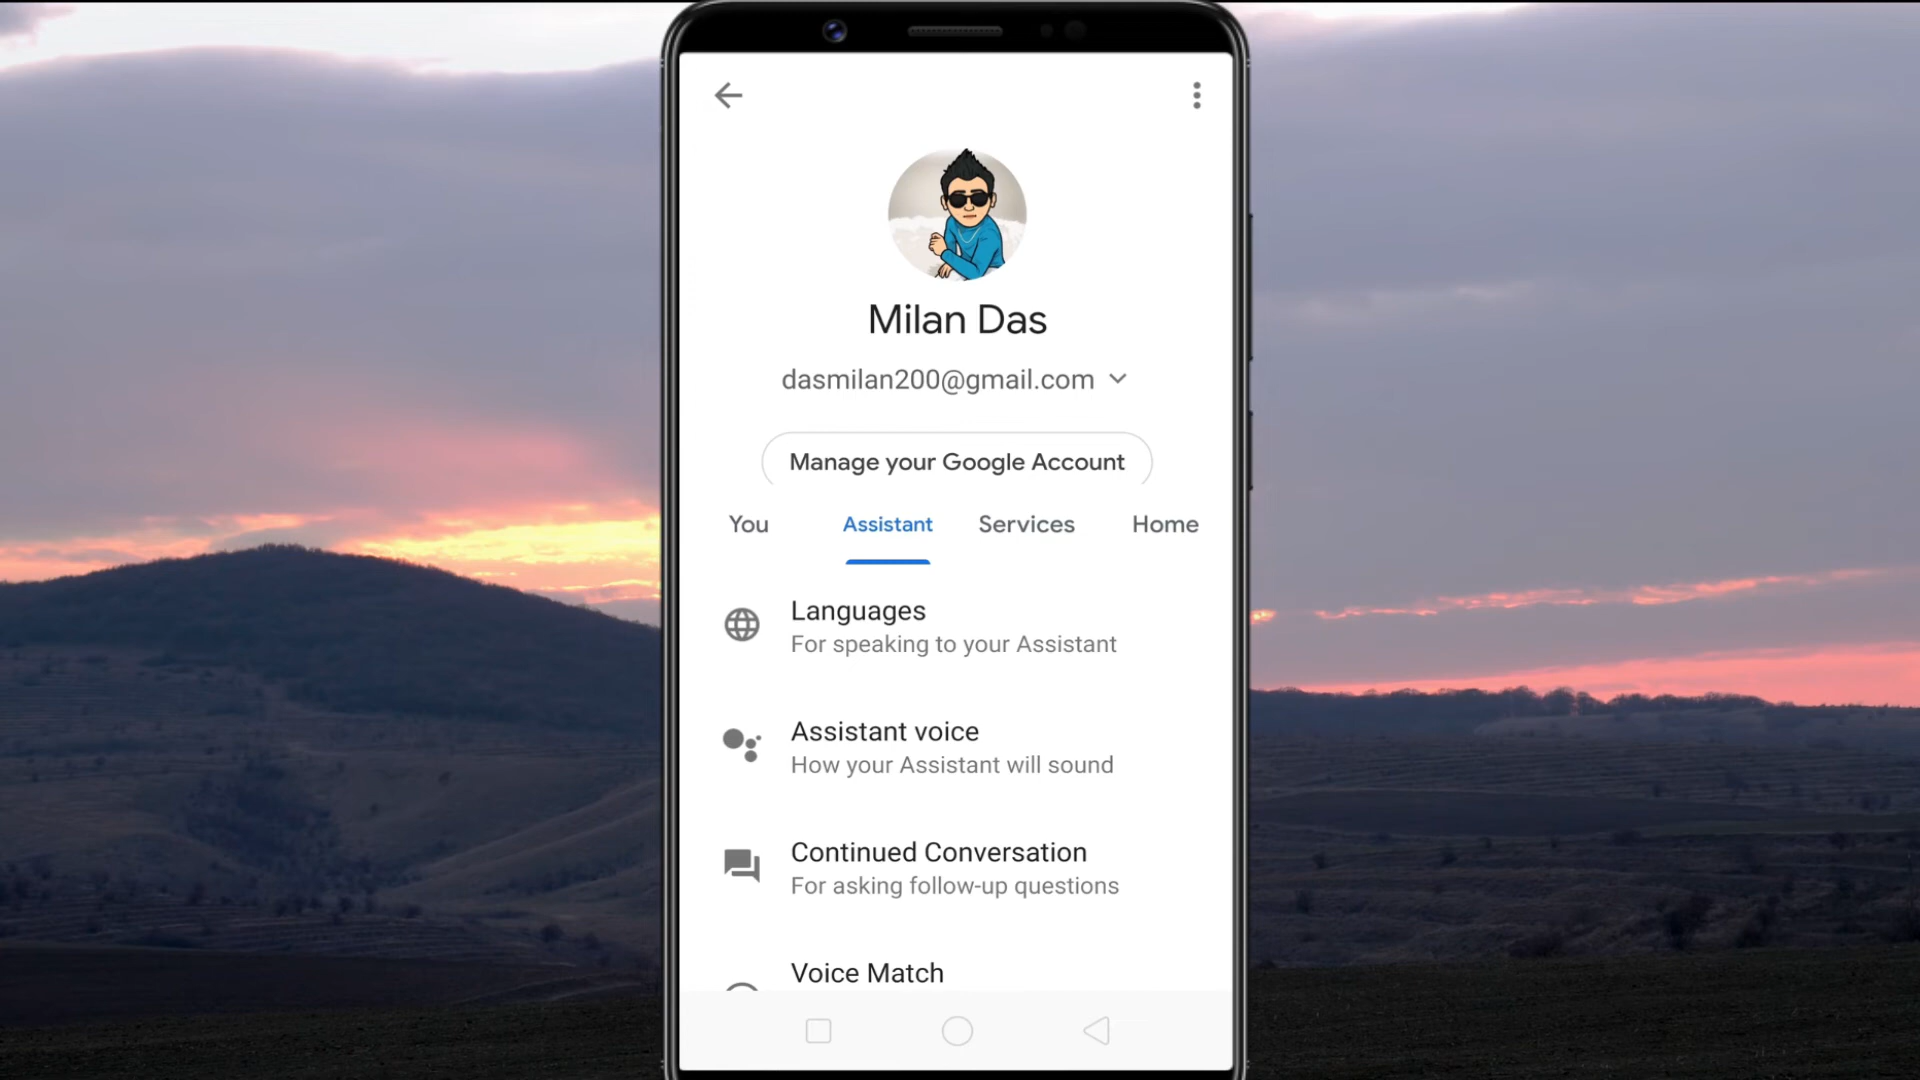 Milan Das
dasmilan200@gmail.com
Manage your Google Account
You Assistant Services Home
Languages
For speaking to your Assistant
Assistant voice
How your Assistant will sound
Continued Conversation
For asking follow-up questions
Voice Match